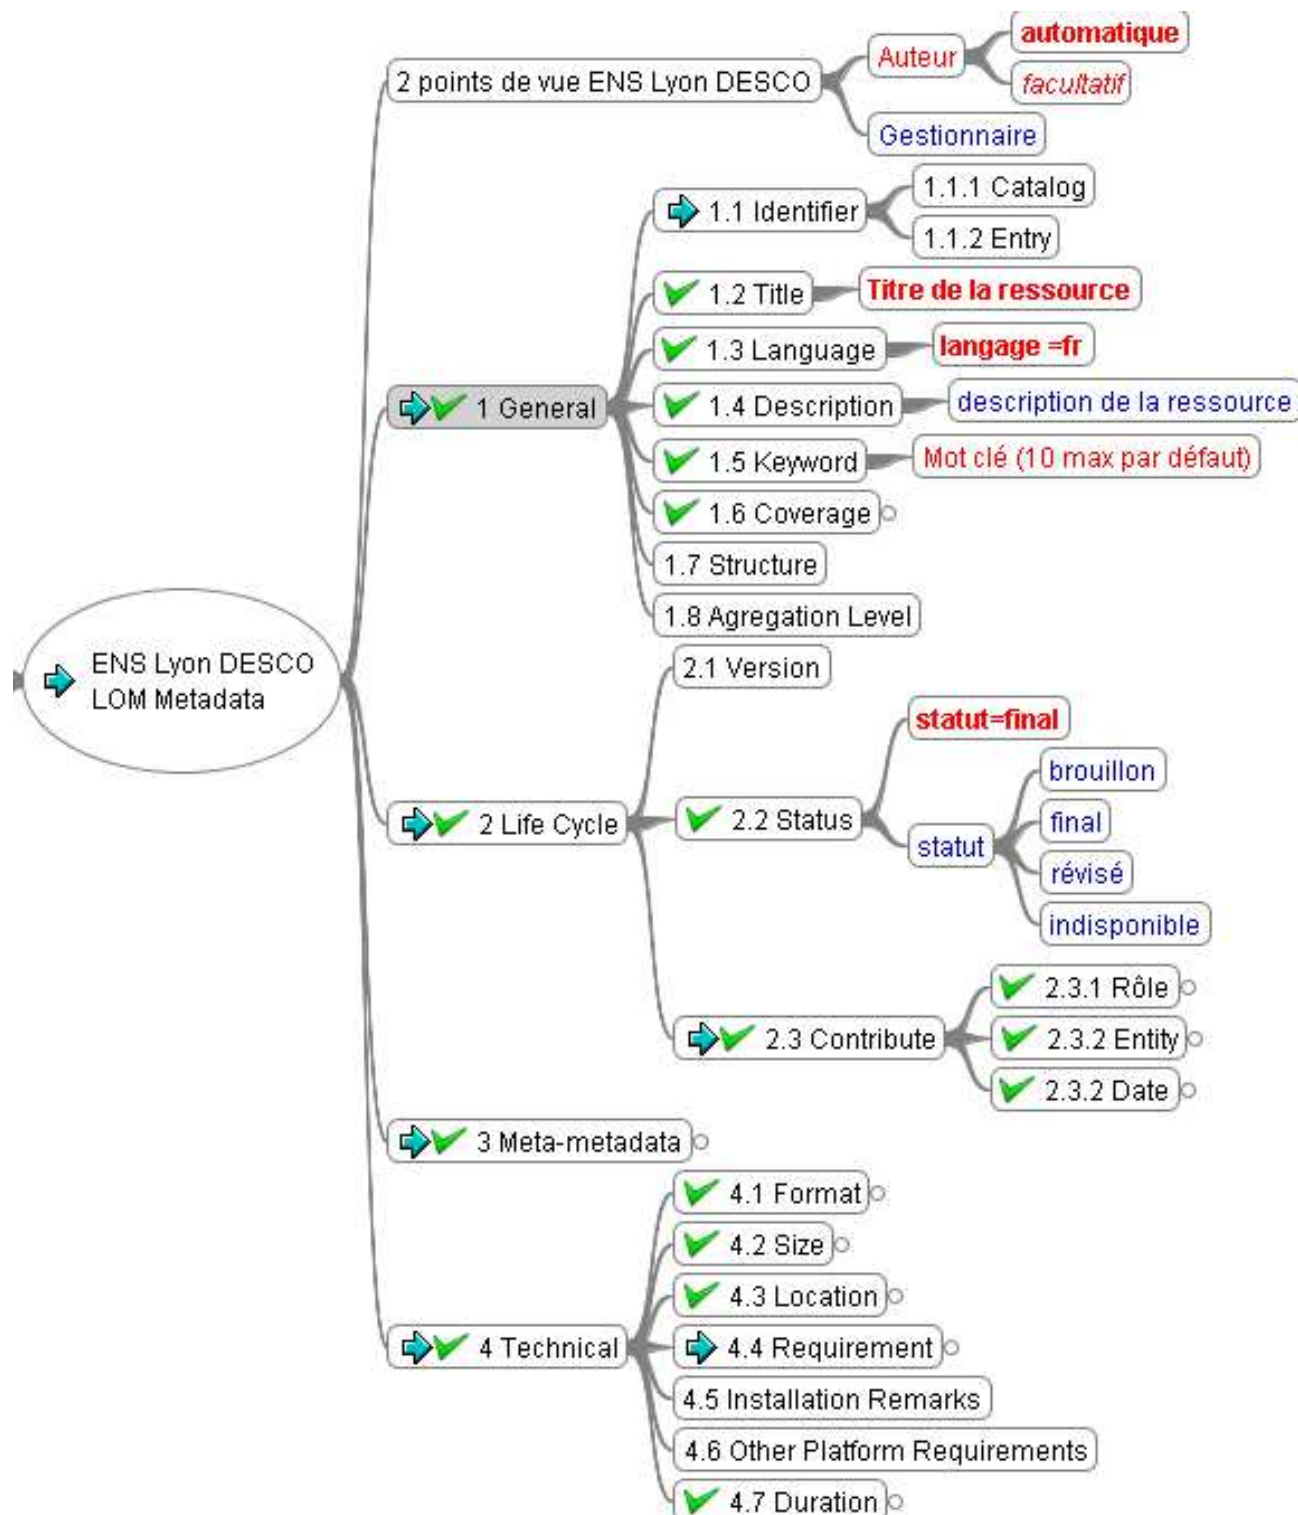 2 points de vue ENS Lyon DESCO
Auteur
automatique
facultatif
Gestionnaire
1 General
1.1 Identifier
1.1.1 Catalog
1.1.2 Entry
1.2 Title
Titre de la ressource
1.3 Language
langage =fr
1.4 Description
description de la ressource
1.5 Keyword
Mot clé (10 max par défaut)
1.6 Coverage
1.7 Structure
1.8 Agregation Level
ENS Lyon DESCO
LOM Metadata
2 Life Cycle
2.1 Version
2.2 Status
statut=final
statut
brouillon
final
révisé
indisponible
2.3 Contribute
2.3.1 Rôle
2.3.2 Entity
2.3.2 Date
3 Meta-metadata
4 Technical
4.1 Format
4.2 Size
4.3 Location
4.4 Requirement
4.5 Installation Remarks
4.6 Other Platform Requirements
4.7 Duration